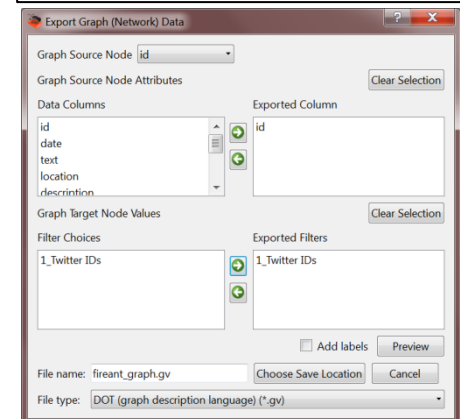 Export Graph (Network) Data
Graph Source Node id
Graph Source Node Attributes Clear Selection
Data Columns Exported Column
id id
date
text
location
description
Graph Target Node Values Clear Selection
Filter Choices Exported Filters
1_Twitter IDs 1_Twitter IDs
Add labels Preview
File name: fireant_graph.gv Choose Save Location Cancel
File type: DOT (graph description language) (*.gv)